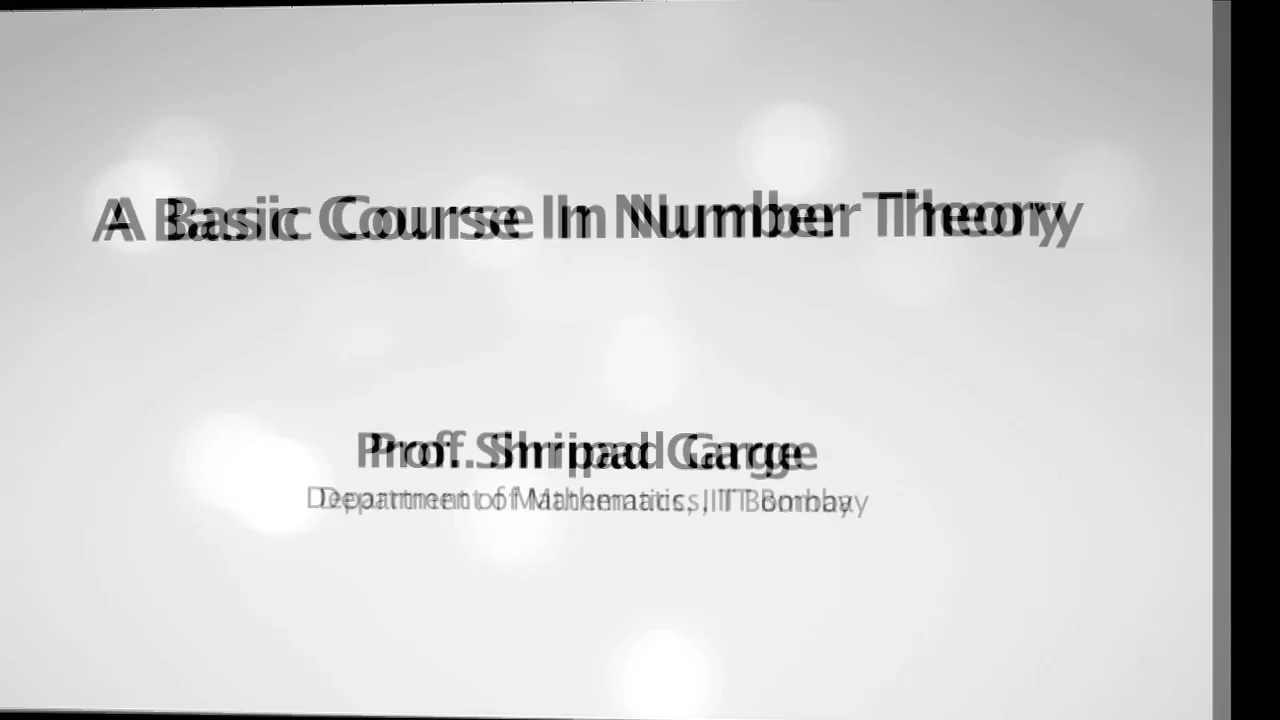 A Basic Course In Number Theory
Prof. Shripad Garge
Department of Mathematics, IIT Bombay